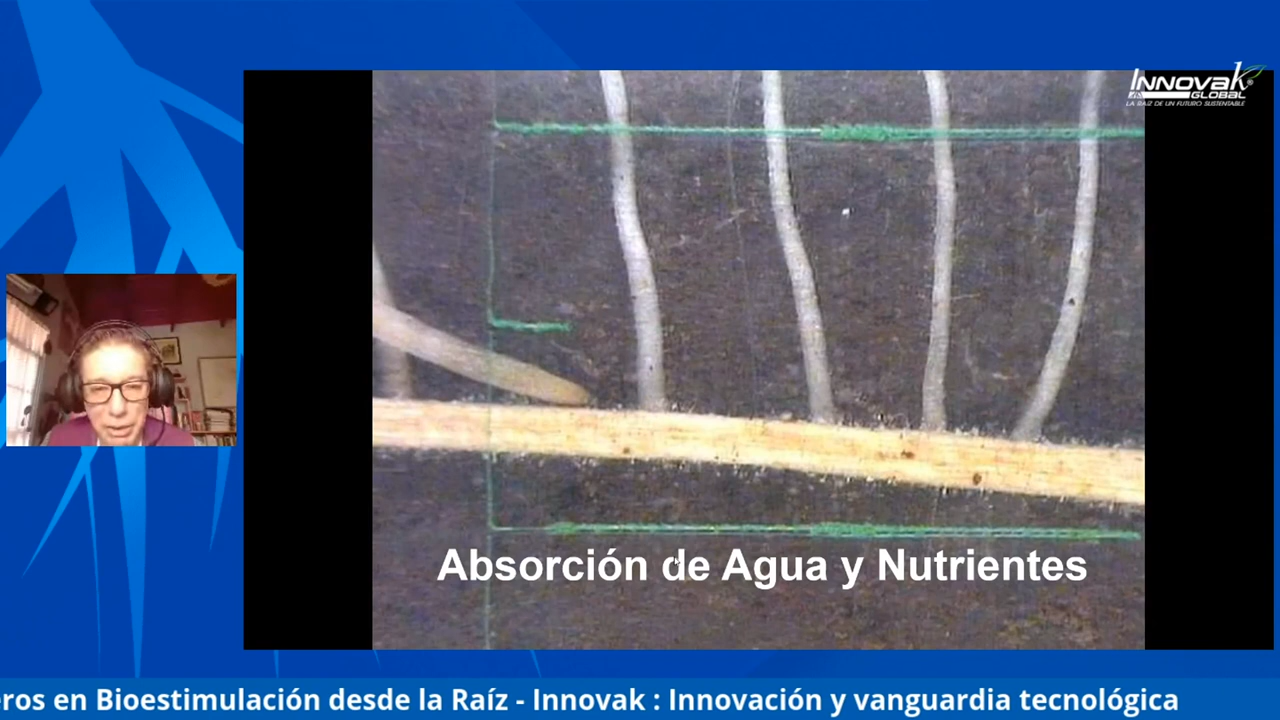 Innovak®
GLOBAL
LA RAÍZ DE UN FUTURO SUSTENTABLE
Absorción de Agua y Nutrientes
eros en Bioestimulación desde la Raíz - Innovak : Innovación y vanguardia tecnológica